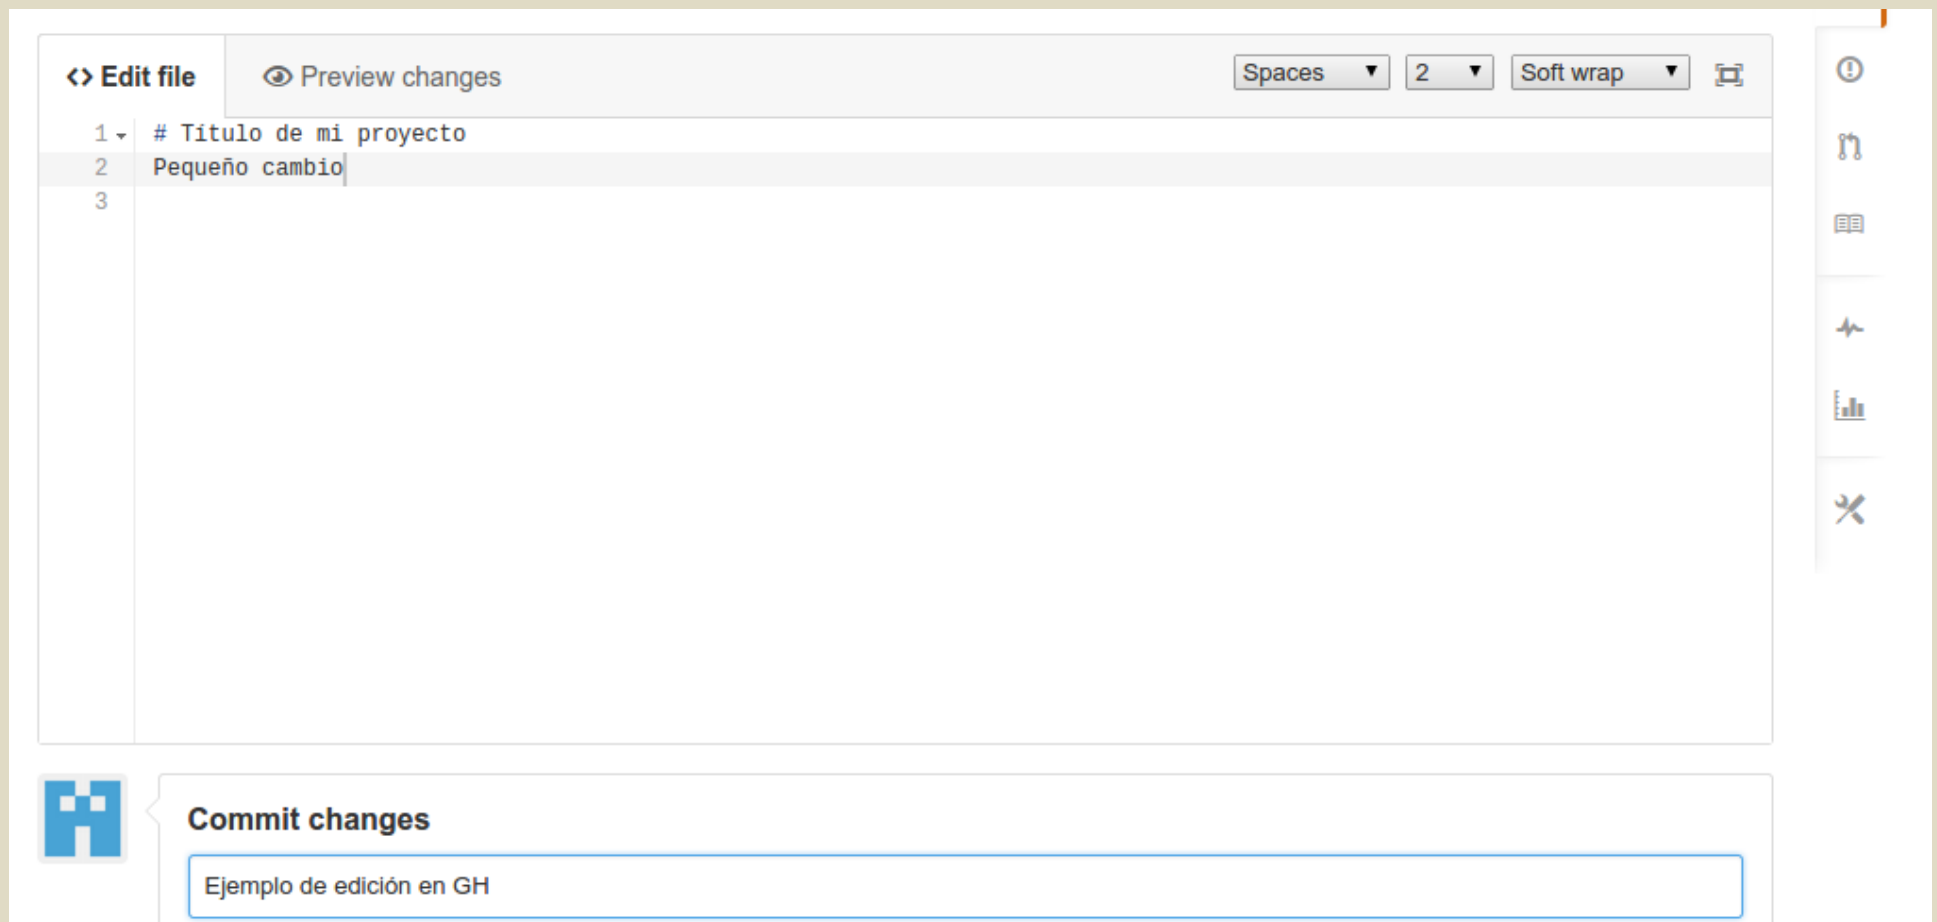 <> Edit file Preview changes Spaces 2 Soft wrap
1 # Título de mi proyecto
2 Pequeño cambio
3
Commit changes
Ejemplo de edición en GH